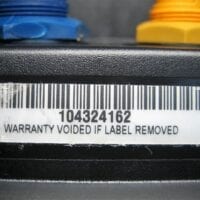 104324162
WARRANTY VOIDED IF LABEL REMOVED